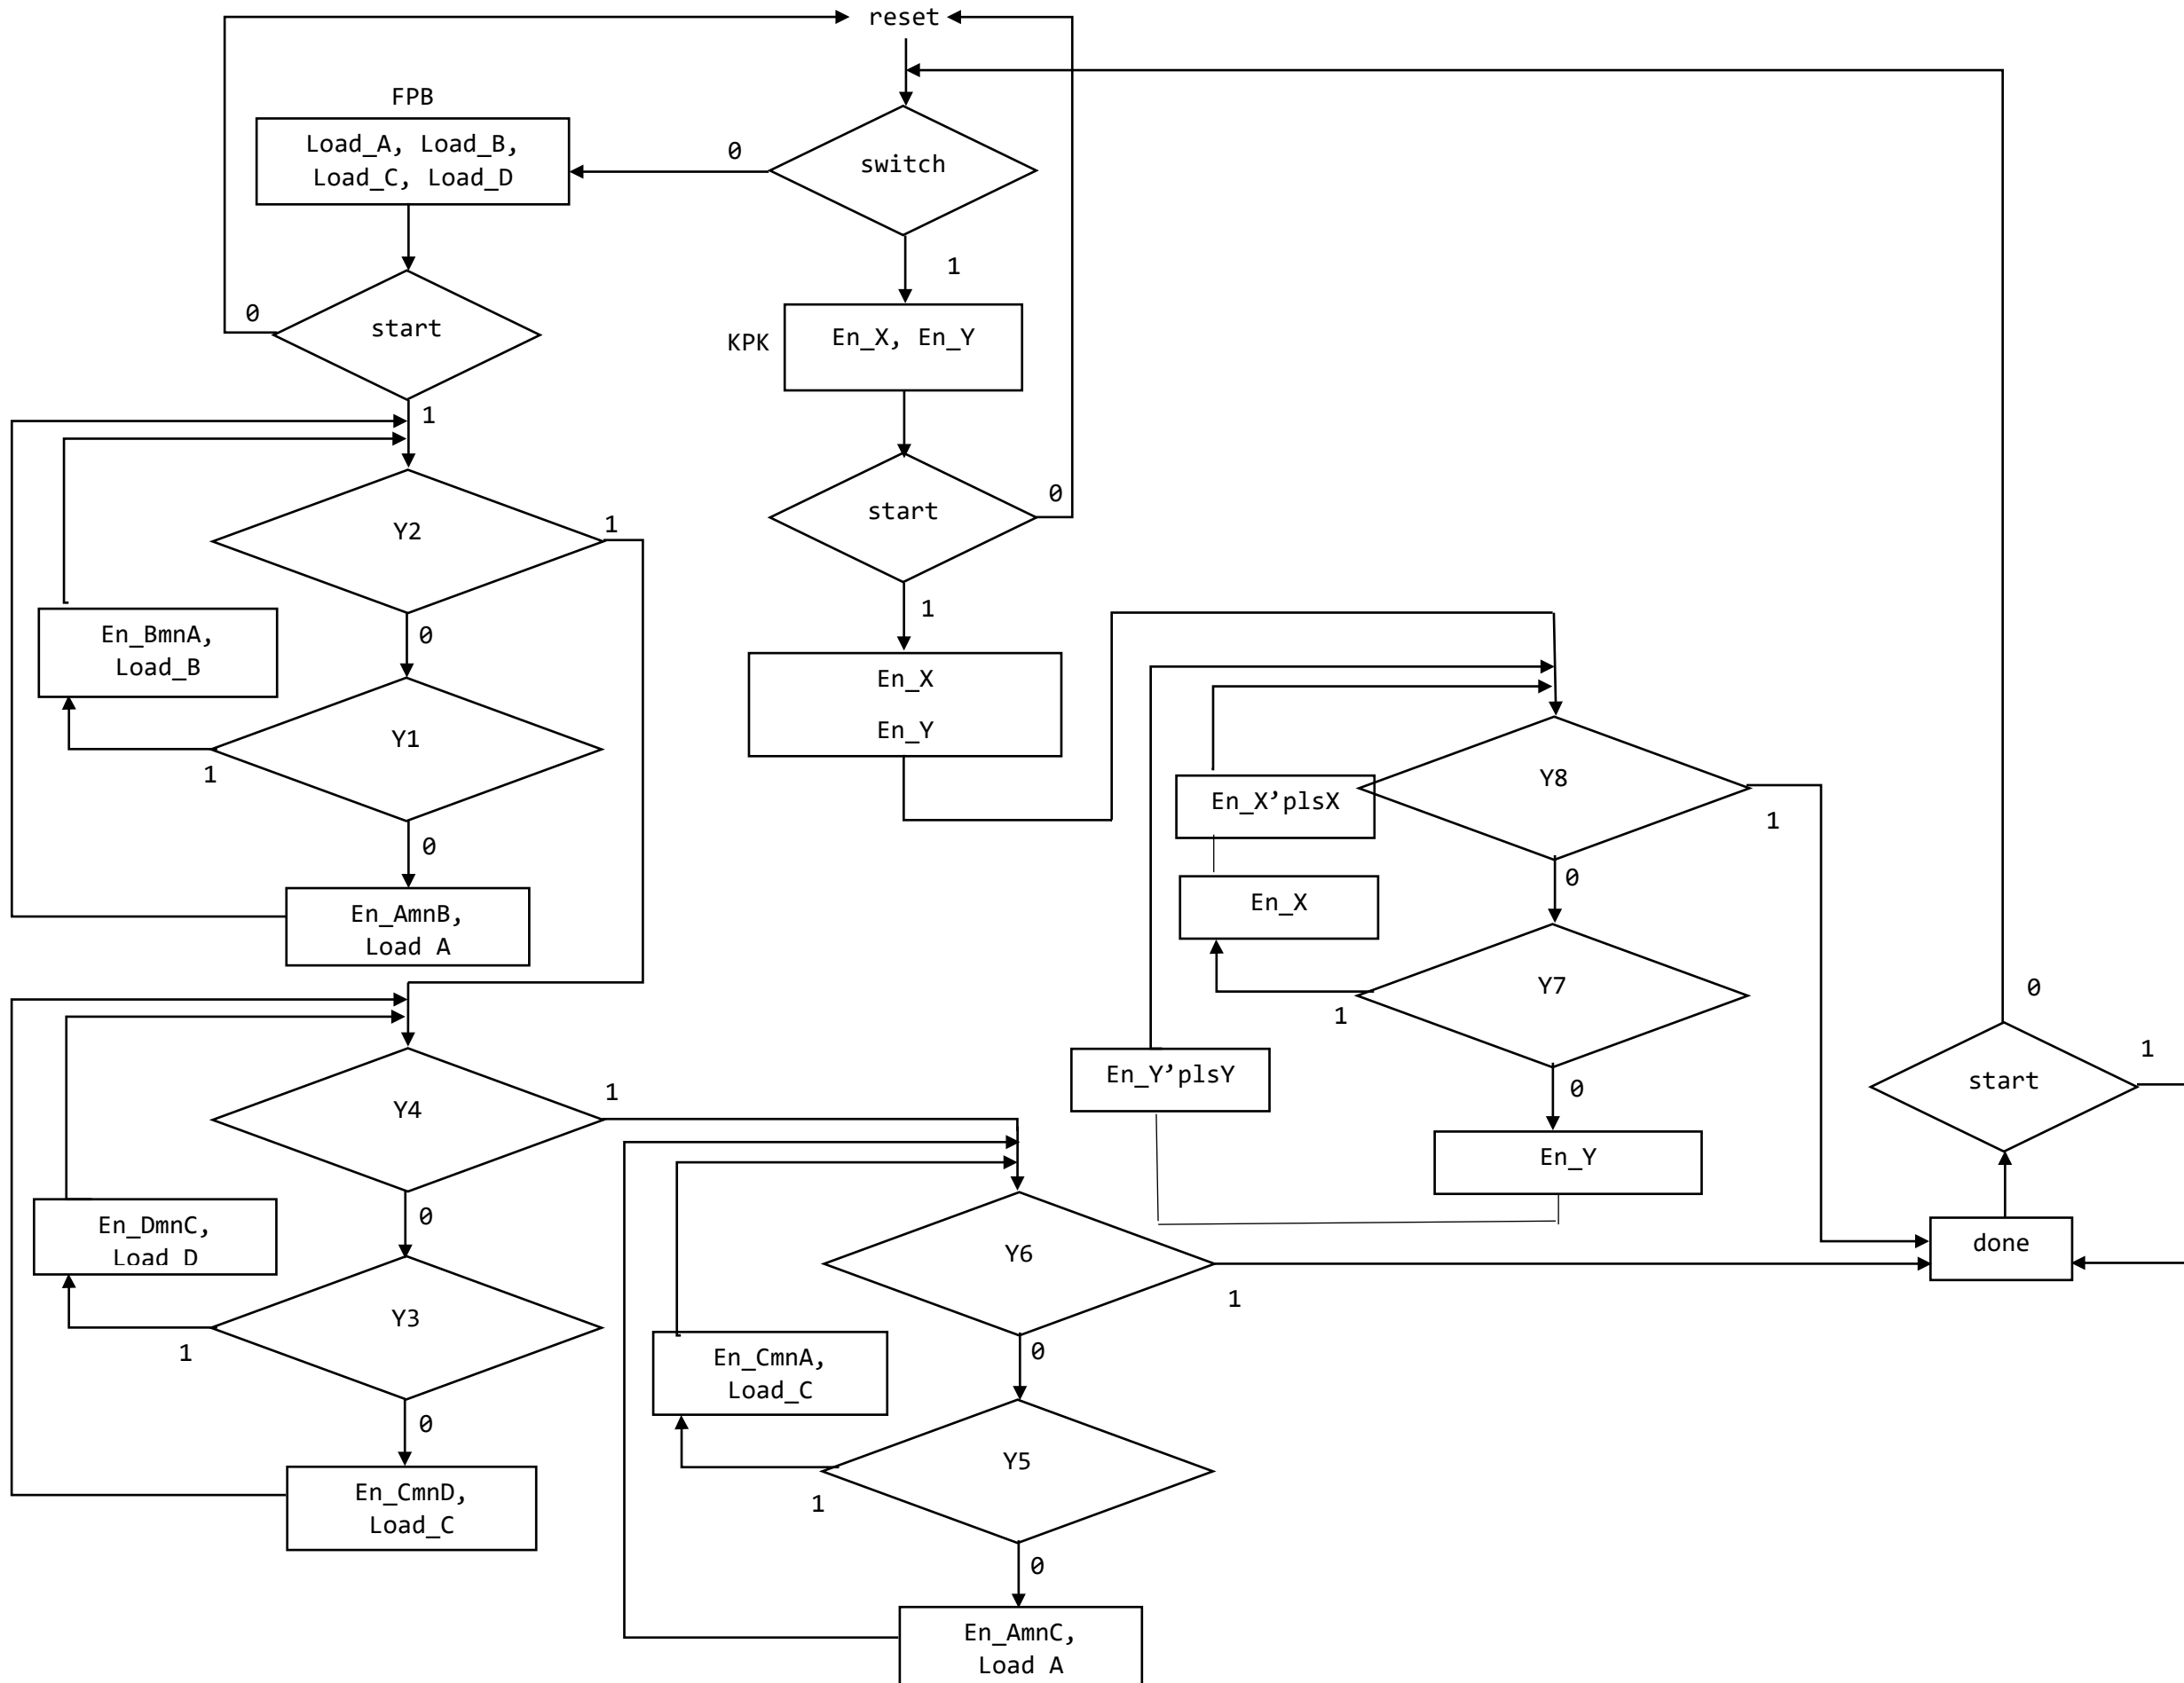 reset
FPB
Load_A, Load_B,
Load_C, Load_D
0
switch
1
0
start
1
KPK
En_X, En_Y
start
0
1
En_X
En_Y
Y2
1
0
En_BmnA,
Load_B
Y1
1
0
En_AmnB,
Load A
Y4
1
0
En_DmnC,
Load D
Y3
1
0
En_CmnD,
Load_C
Y6
1
0
En_CmnA,
Load_C
Y5
1
0
En_AmnC,
Load A
Y8
1
0
En_X’plsX
En_X
Y7
1
0
En_Y’plsY
En_Y
0
start
1
done